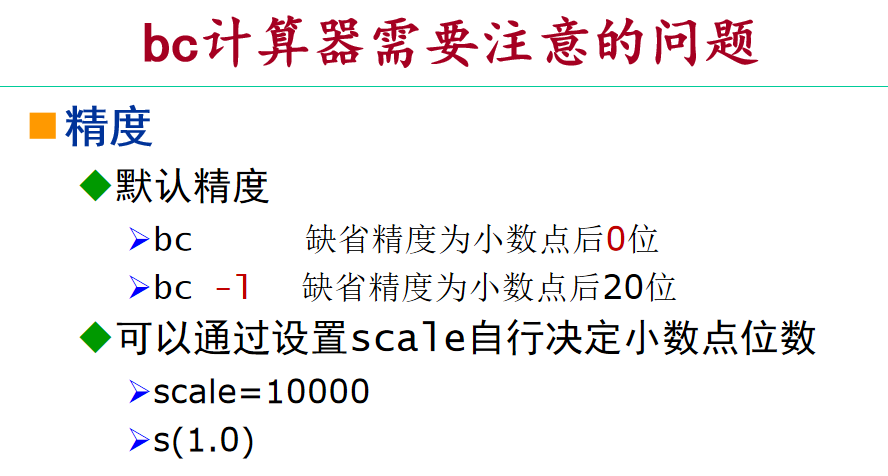 bc计算器需要注意的问题
精度
默认精度
bc 缺省精度为小数点后0位
bc -l 缺省精度为小数点后20位
可以通过设置scale自行决定小数点位数
scale=10000
s(1.0)